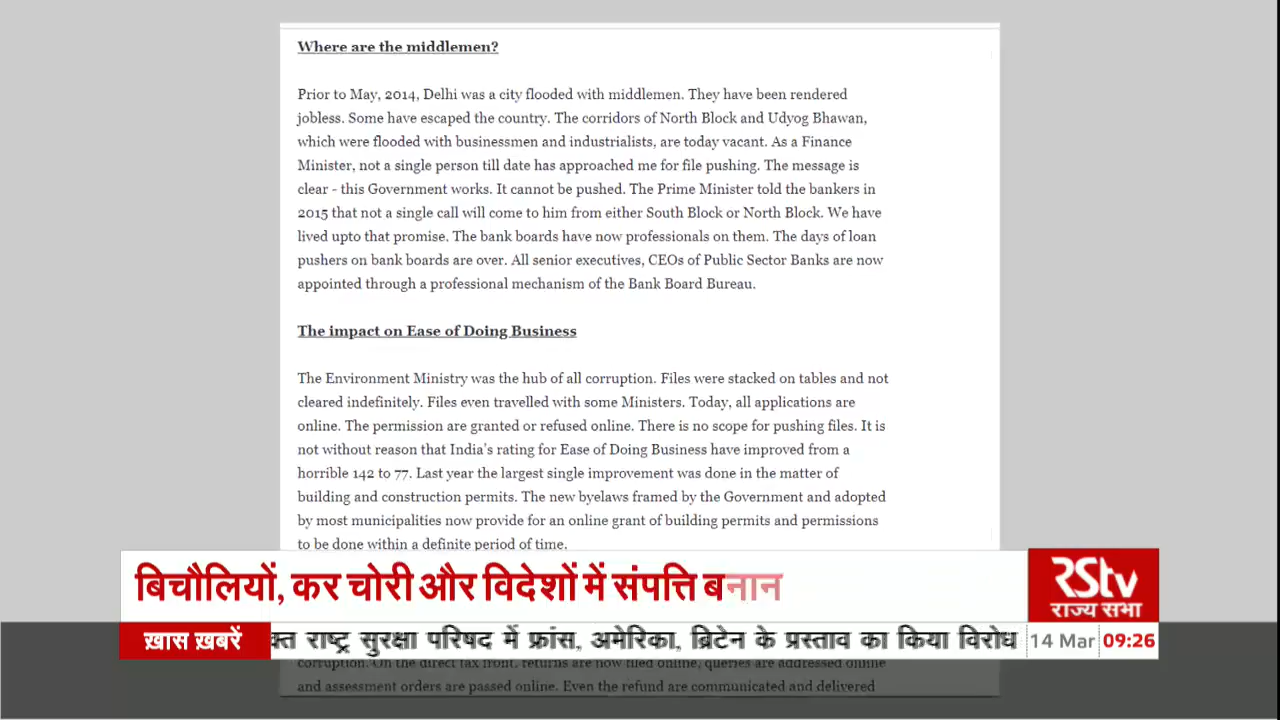 Where are the middlemen?
Prior to May, 2014, Delhi was a city flooded with middlemen. They have been rendered
jobless. Some have escaped the country. The corridors of North Block and Udyog Bhawan,
which were flooded with businessmen and industrialists, are today vacant. As a Finance
Minister, not a single person till date has approached me for file pushing. The message is
clear - this Government works. It cannot be pushed. The Prime Minister told the bankers in
2015 that not a single call will come to him from either South Block or North Block. We have
lived upto that promise. The bank boards have now professionals on them. The days of loan
pushers on bank boards are over. All senior executives, CEOs of Public Sector Banks are now
appointed through a professional mechanism of the Bank Board Bureau.
The impact on Ease of Doing Business
The Environment Ministry was the hub of all corruption. Files were stacked on tables and not
cleared indefinitely. Files even travelled with some Ministers. Today, all applications are
online. The permission are granted or refused online. There is no scope for pushing files. It is
not without reason that India's rating for Ease of Doing Business have improved from a
horrible 142 to 77. Last year the largest single improvement was done in the matter of
building and construction permits. The new byelaws framed by the Government and adopted
by most municipalities now provide for an online grant of building permits and permissions
to be done within a definite period of time.
बिचौलियों, कर चोरी और विदेशों में संपत्ति बनान
RSTV
राज्य सभा
ख़ास ख़बरें
क्त राष्ट्र सुरक्षा परिषद में फ्रांस, अमेरिका, ब्रिटेन के प्रस्ताव का किया विरोध
14 Mar 09:26
corruption. On the direct tax front, returns are now filed online, queries are addressed online
and assessment orders are passed online. Even the refund are communicated and delivered